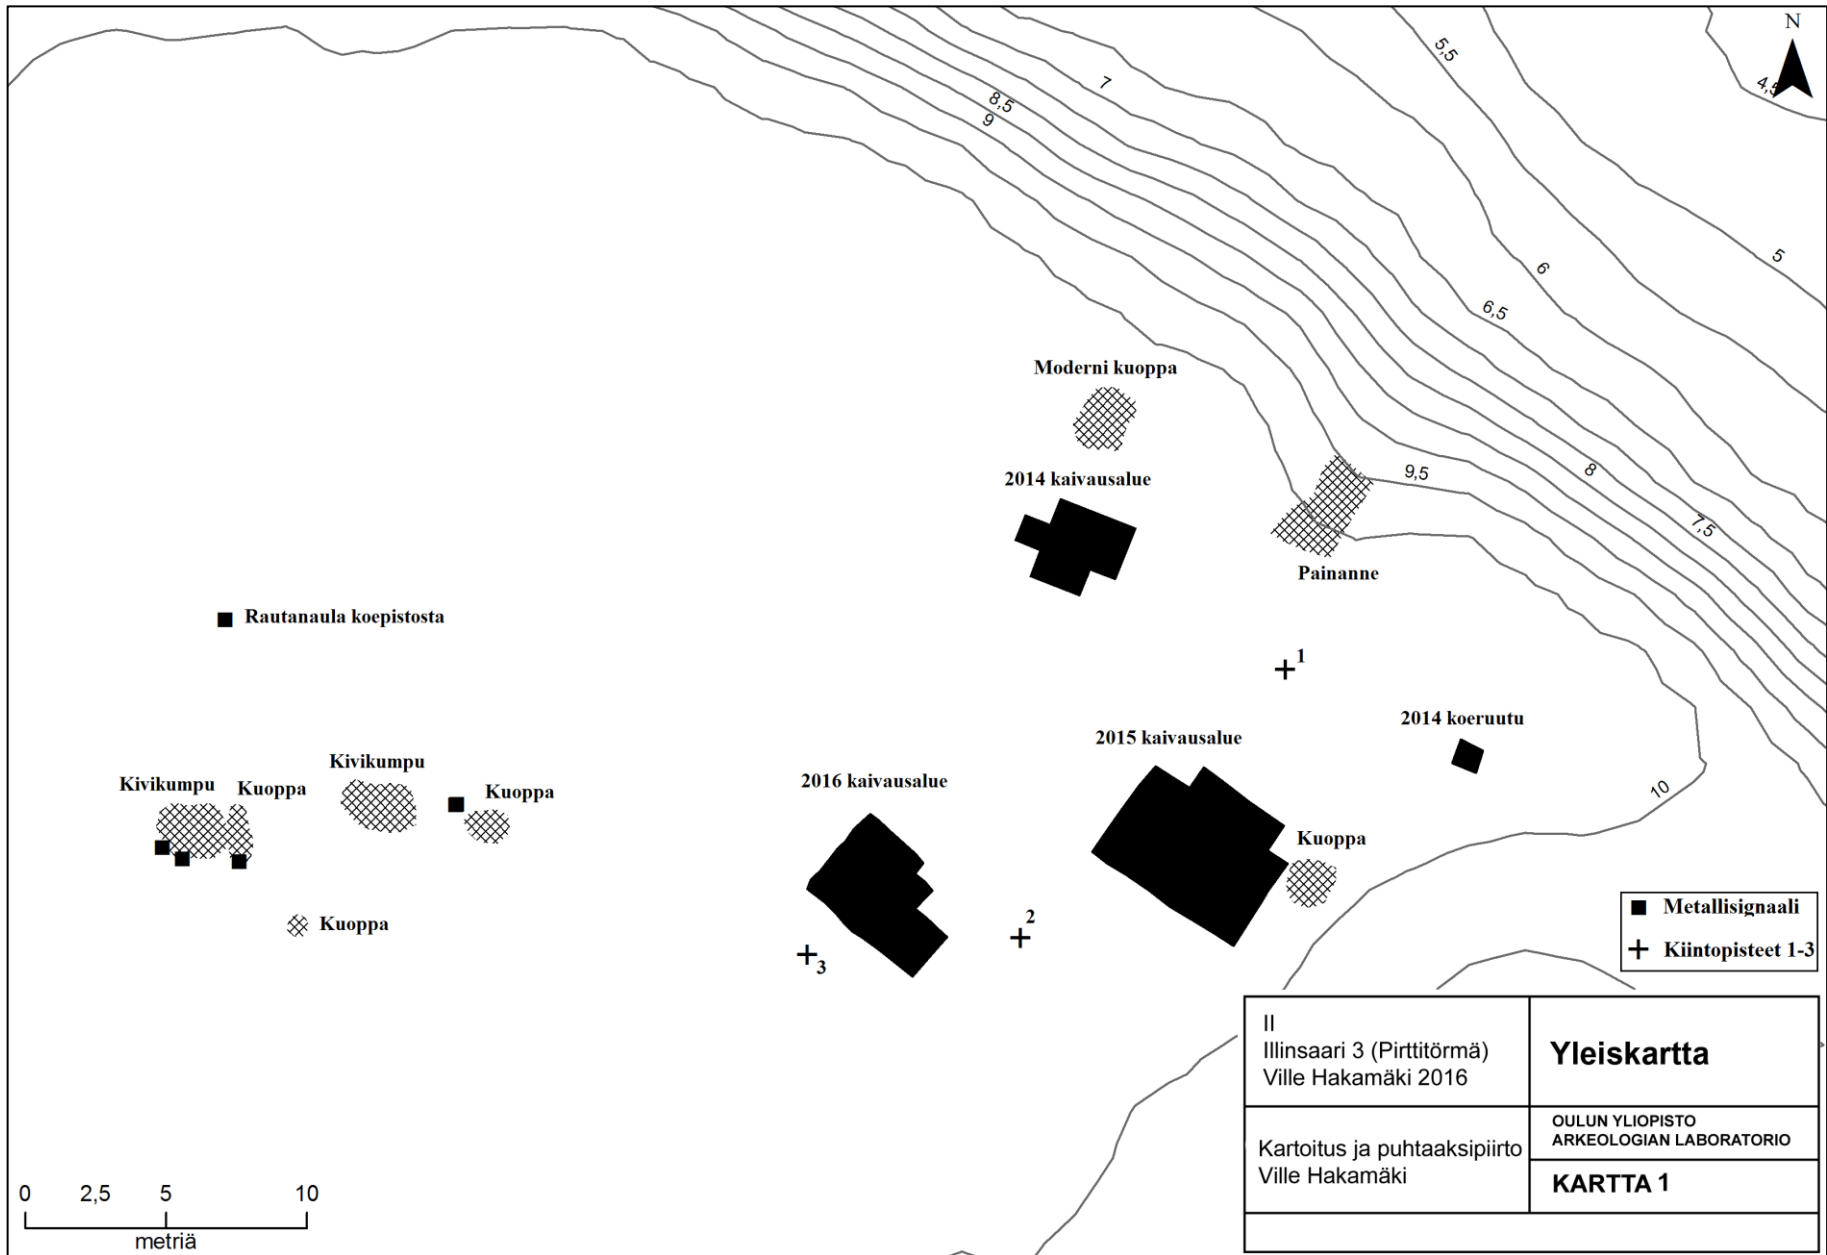 N
5,5
4,5
7
8,5
9
5
6
6,5
Moderni kuoppa
9,5
8
2014 kaivausalue
7,5
Painanne
Rautanaula koepistosta
1
2014 koeruutu
2015 kaivausalue
Kivikumpu
2016 kaivausalue
Kivikumpu
Kuoppa
Kuoppa
10
Kuoppa
Kuoppa
2
3
Metallisignaali
Kiintopisteet 1-3
II
Illinsaari 3 (Pirttitörmä)
Ville Hakamäki 2016
Yleiskartta
Kartoitus ja puhtaaksipiirto
Ville Hakamäki
OULUN YLIOPISTO
ARKEOLOGIAN LABORATORIO
KARTTA 1
0 2,5 5 10
metriä